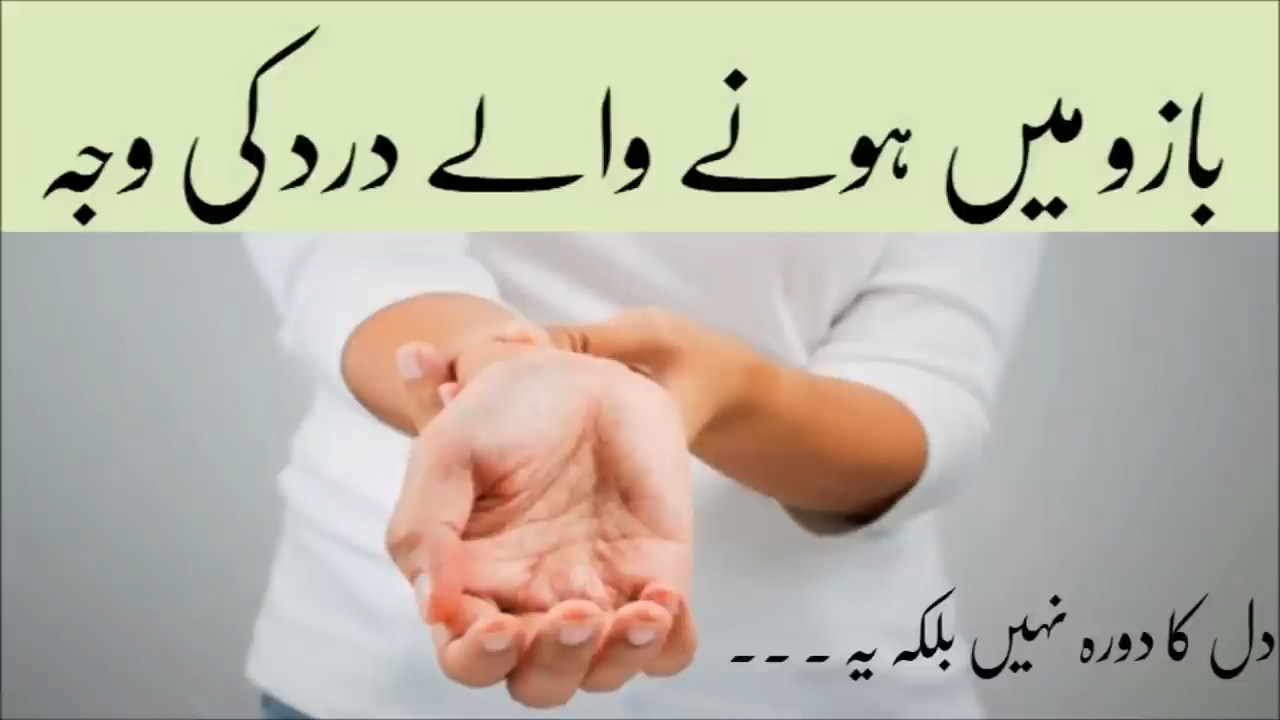 بازو میں ہونے والے درد کی وجہ
دل کا دورہ نہیں بلکہ یہ ۔ ۔ ۔